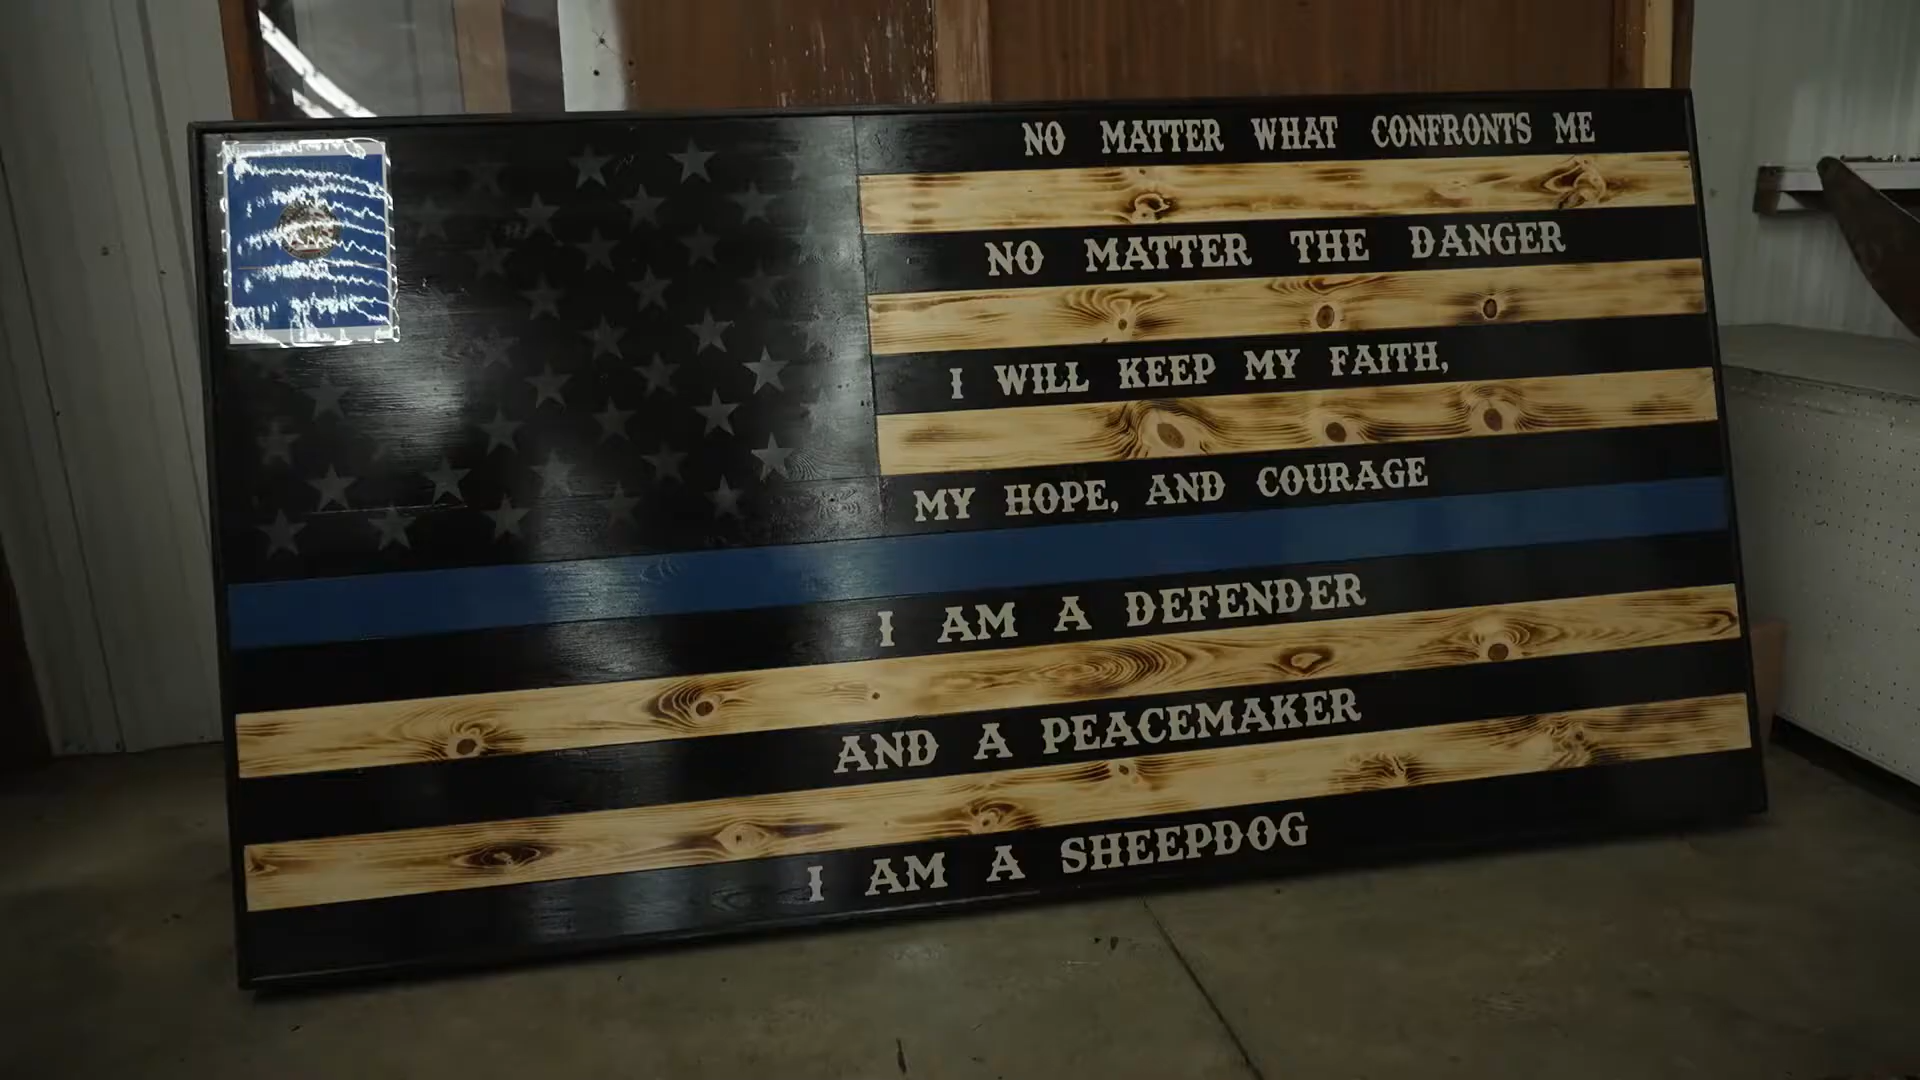 NO MATTER WHAT CONFRONTS ME
NO MATTER THE DANGER
I WILL KEEP MY FAITH,
MY HOPE, AND COURAGE
I AM A DEFENDER
AND A PEACEMAKER
I AM A SHEEPDOG